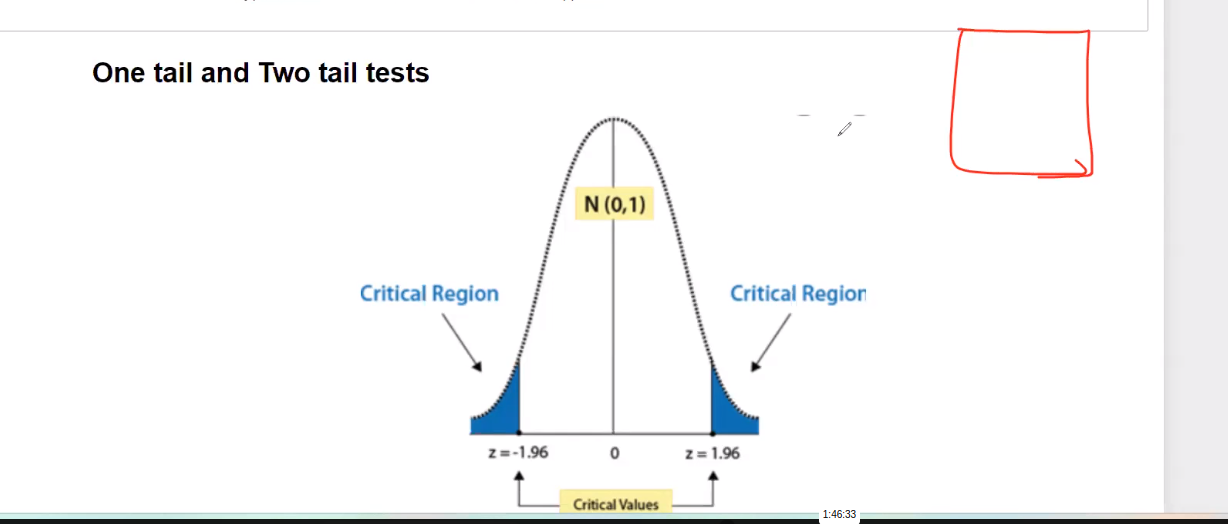 One tail and Two tail tests
N (0,1)
Critical Region
Critical Region
z = -1.96
0
z = 1.96
Critical Values
1:46:33